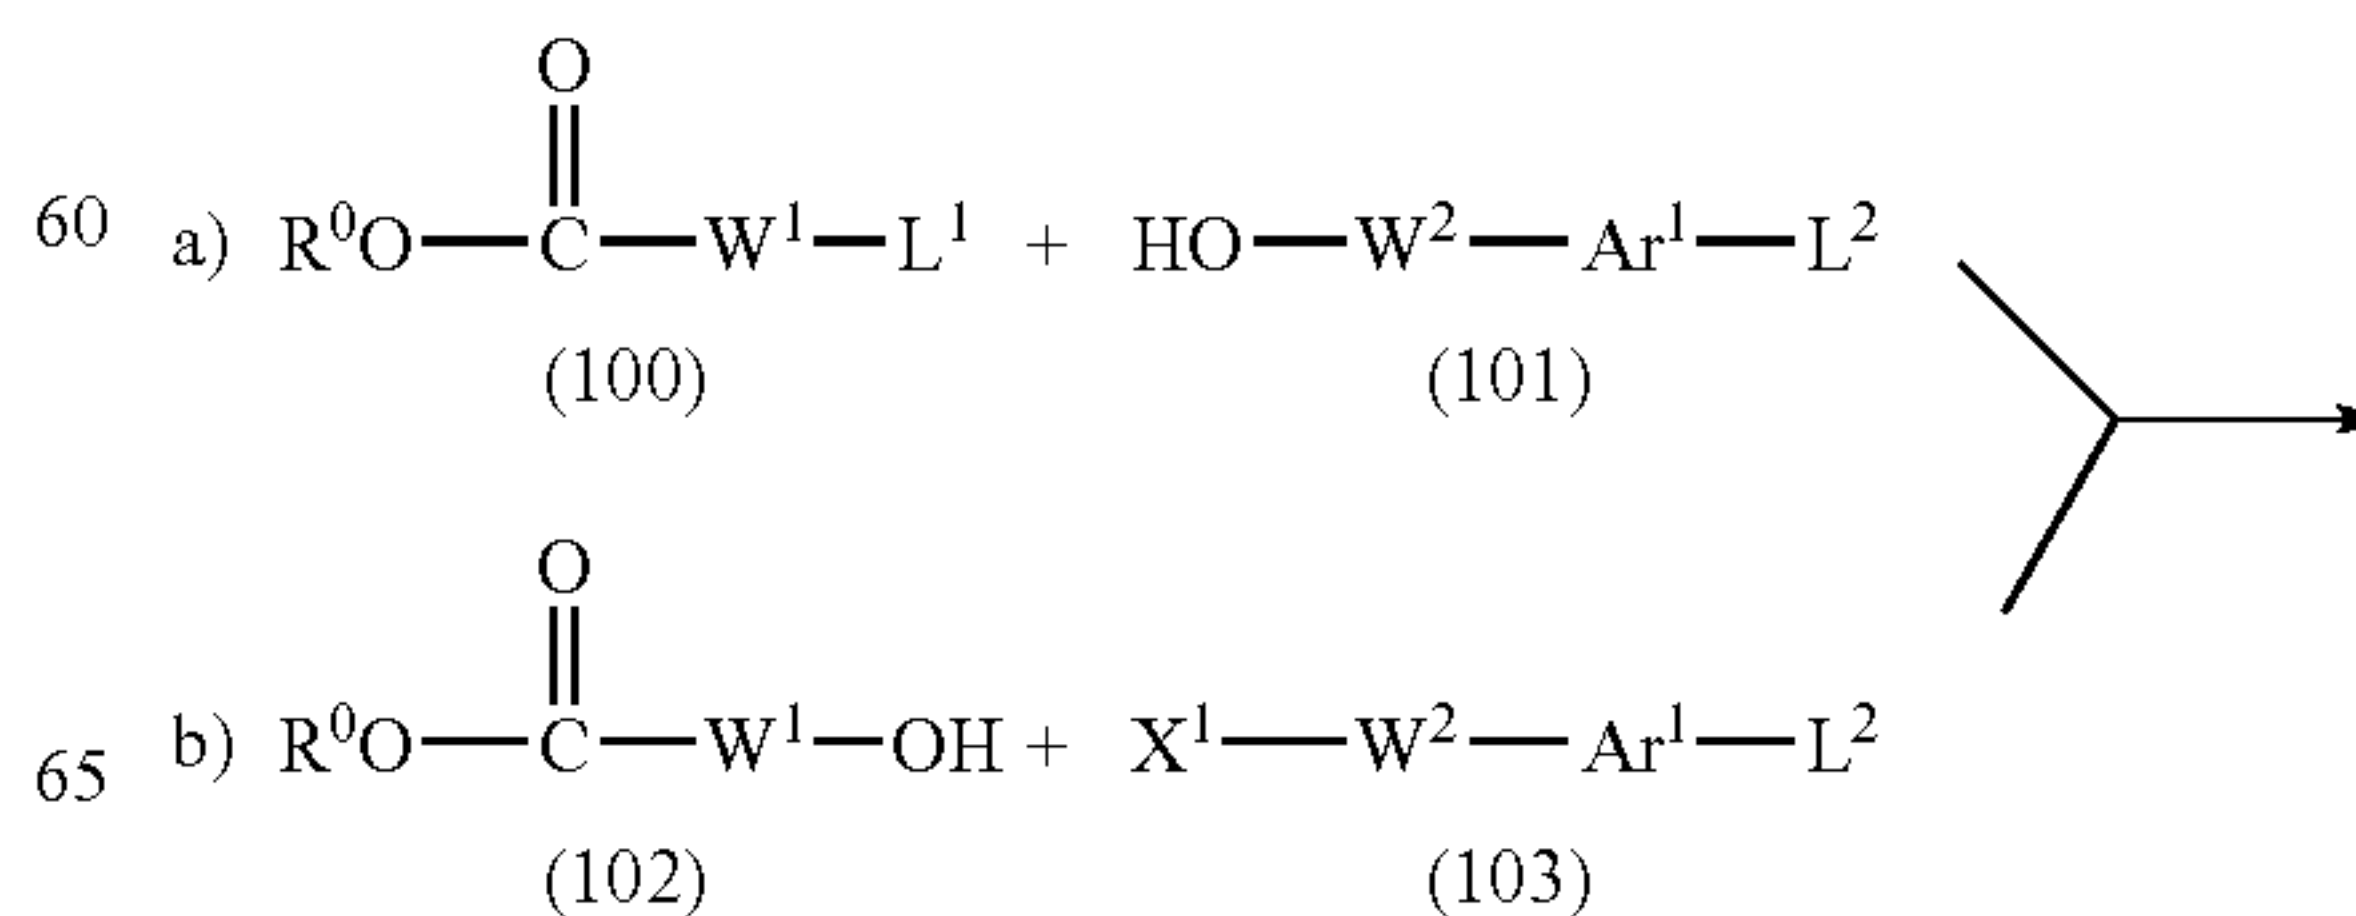 O
60 a) R⁰O—C—W¹—L¹ + HO—W²—Ar¹—L²
(100) (101)
O
65 b) R⁰O—C—W¹—OH + X¹—W²—Ar¹—L²
(102) (103)